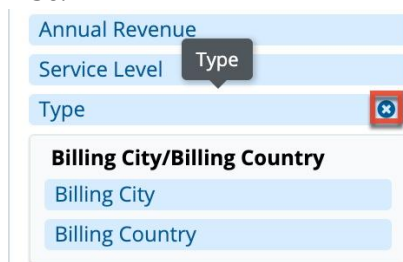 Annual Revenue
Service Level
Type
Type
Billing City/Billing Country
Billing City
Billing Country